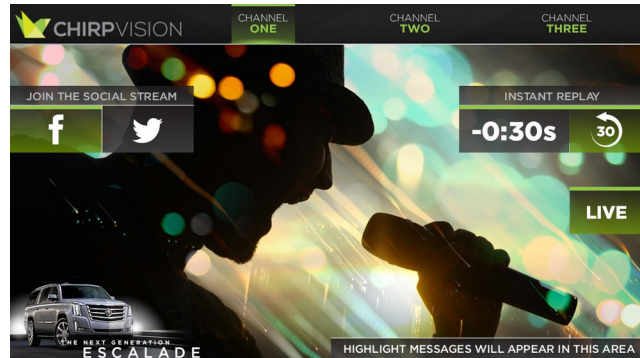 CHIRPVISION
CHANNEL
ONE
CHANNEL
TWO
CHANNEL
THREE
JOIN THE SOCIAL STREAM
f
INSTANT REPLAY
-0:30s
30
LIVE
THE NEXT GENERATION
ESCALADE
HIGHLIGHT MESSAGES WILL APPEAR IN THIS AREA